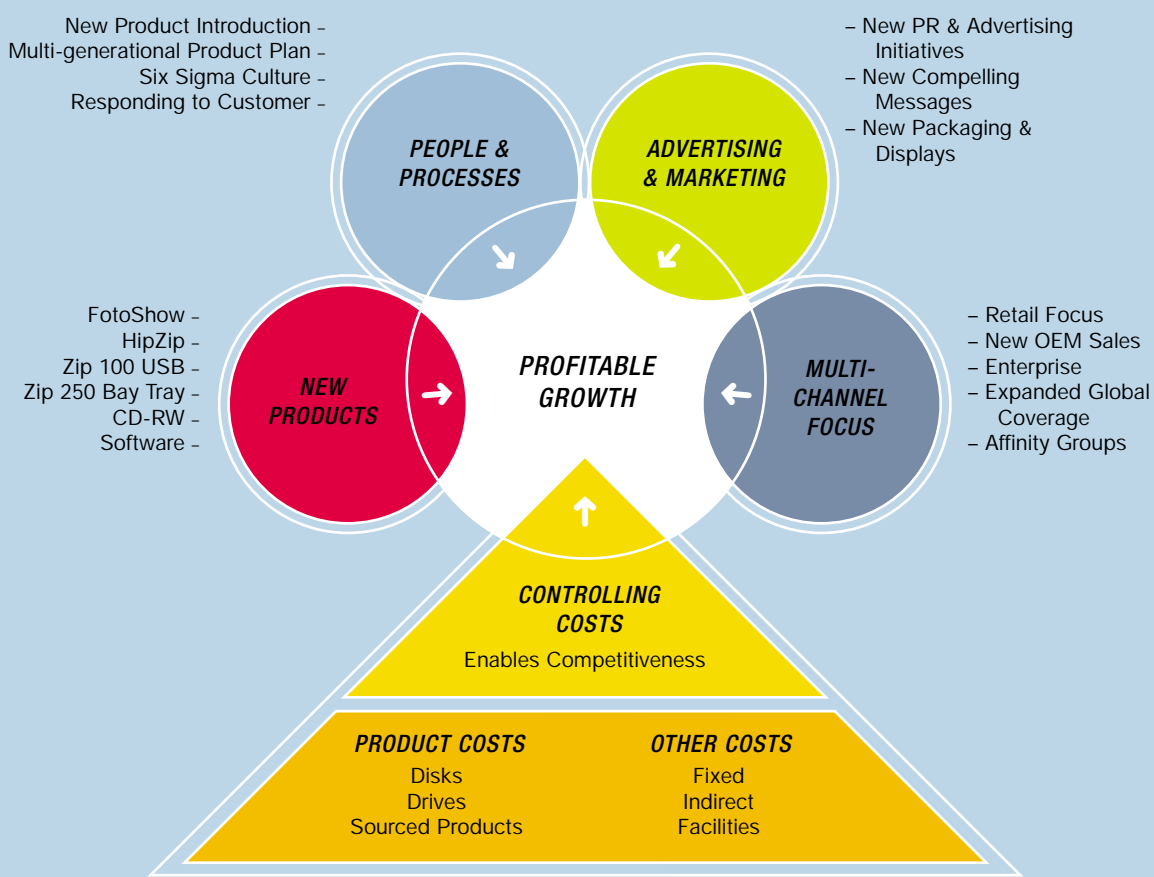 New Product Introduction –
Multi-generational Product Plan –
Six Sigma Culture –
Responding to Customer –
– New PR & Advertising
Initiatives
– New Compelling
Messages
– New Packaging &
Displays
PEOPLE &
PROCESSES
ADVERTISING
& MARKETING
FotoShow –
HipZip –
Zip 100 USB –
Zip 250 Bay Tray –
CD-RW –
Software –
NEW
PRODUCTS
PROFITABLE
GROWTH
MULTI-
CHANNEL
FOCUS
– Retail Focus
– New OEM Sales
– Enterprise
– Expanded Global
Coverage
– Affinity Groups
CONTROLLING
COSTS
Enables Competitiveness
PRODUCT COSTS
Disks
Drives
Sourced Products
OTHER COSTS
Fixed
Indirect
Facilities